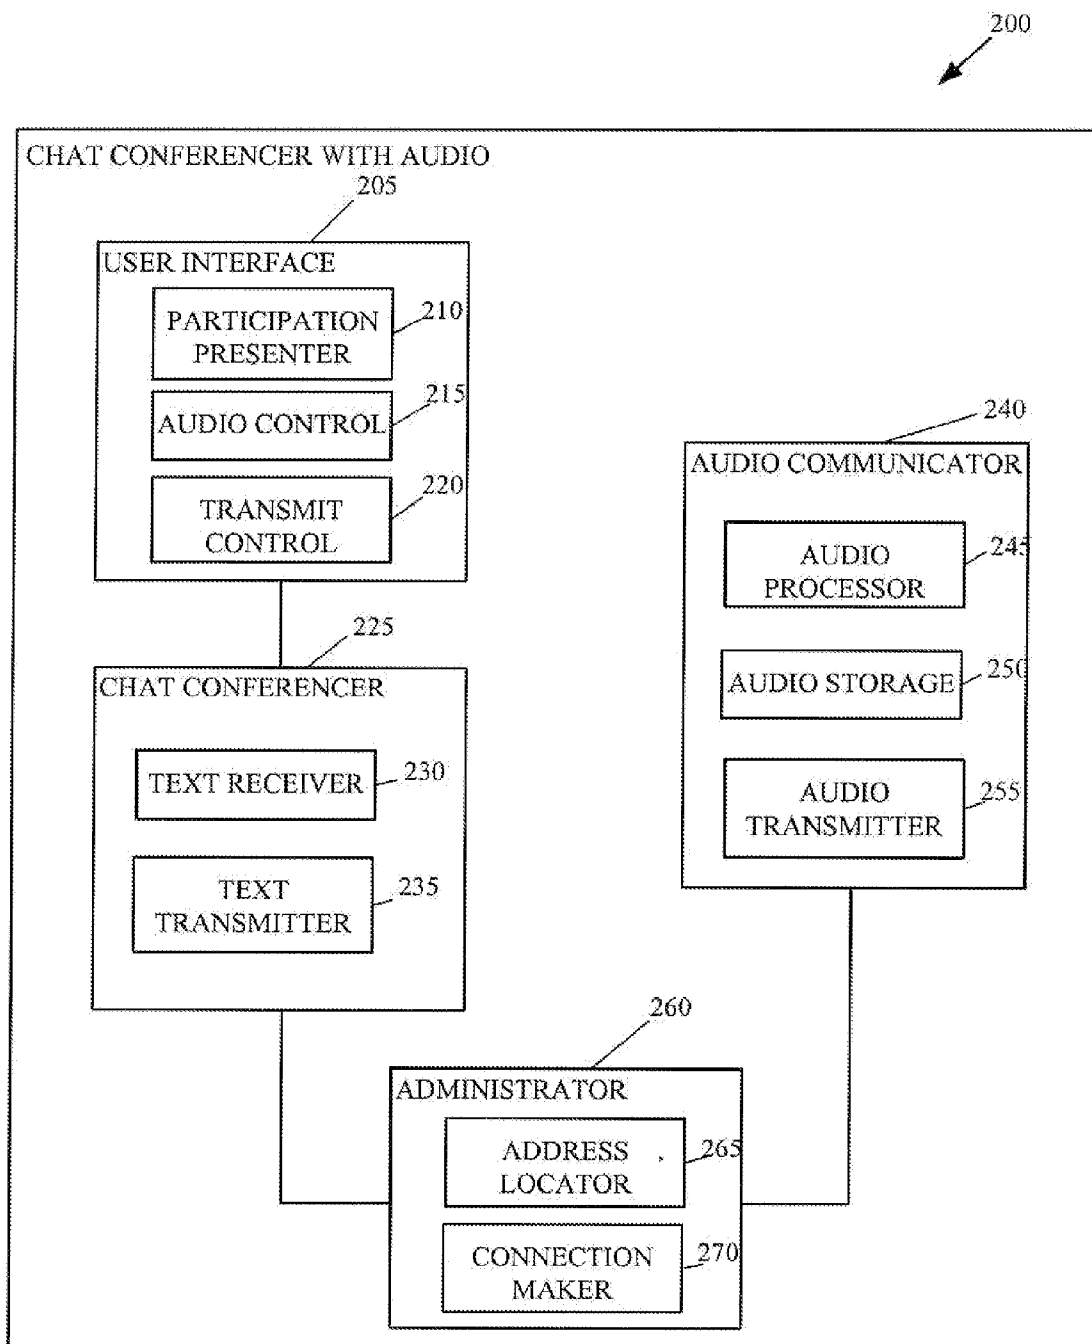 200
CHAT CONFERENCER WITH AUDIO
205
USER INTERFACE
PARTICIPATION
PRESENTER
210
AUDIO CONTROL
215
TRANSMIT
CONTROL
220
225
CHAT CONFERENCER
TEXT RECEIVER
230
TEXT
TRANSMITTER
235
240
AUDIO COMMUNICATOR
AUDIO
PROCESSOR
245
AUDIO STORAGE
250
AUDIO
TRANSMITTER
255
260
ADMINISTRATOR
ADDRESS
LOCATOR
265
CONNECTION
MAKER
270